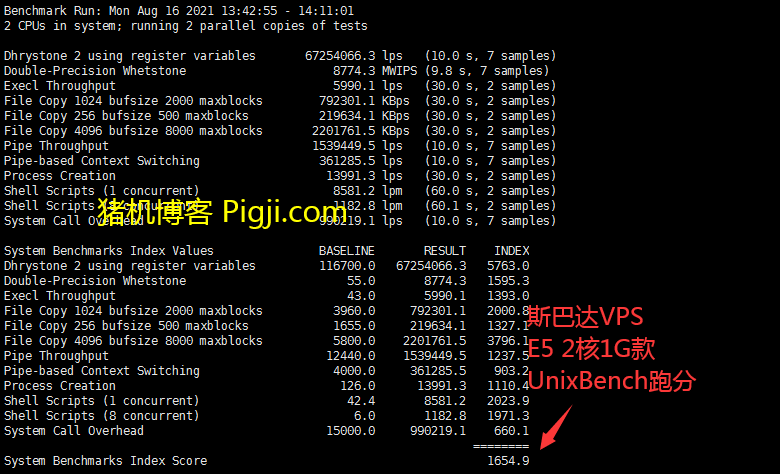 Benchmark Run: Mon Aug 16 2021 13:42:55 - 14:11:01
2 CPUs in system; running 2 parallel copies of tests
Dhrystone 2 using register variables 67254066.3 lps (10.0 s, 7 samples)
Double-Precision Whetstone 8774.3 MWIPS (9.8 s, 7 samples)
Execl Throughput 5990.1 lps (30.0 s, 2 samples)
File Copy 1024 bufsize 2000 maxblocks 792301.1 KBps (30.0 s, 2 samples)
File Copy 256 bufsize 500 maxblocks 219634.1 KBps (30.0 s, 2 samples)
File Copy 4096 bufsize 8000 maxblocks 2201761.5 KBps (30.0 s, 2 samples)
Pipe Throughput 1539449.5 lps (10.0 s, 7 samples)
Pipe-based Context Switching 361285.5 lps (10.0 s, 7 samples)
Process Creation 13991.3 lps (30.0 s, 2 samples)
Shell Scripts (1 concurrent) 8581.2 lpm (60.0 s, 2 samples)
Shell Scripts 1182.8 lpm (60.1 s, 2 samples)
猪机博客 Pigji.com
System Call Overhead 990219.1 lps (10.0 s, 7 samples)
System Benchmarks Index Values BASELINE RESULT INDEX
Dhrystone 2 using register variables 116700.0 67254066.3 5763.0
Double-Precision Whetstone 55.0 8774.3 1595.3
Execl Throughput 43.0 5990.1 1393.0
File Copy 1024 bufsize 2000 maxblocks 3960.0 792301.1 2000.8
File Copy 256 bufsize 500 maxblocks 1655.0 219634.1 1327.1
File Copy 4096 bufsize 8000 maxblocks 5800.0 2201761.5 3796.1
Pipe Throughput 12440.0 1539449.5 1237.5
Pipe-based Context Switching 4000.0 361285.5 903.2
Process Creation 126.0 13991.3 1110.4
Shell Scripts (1 concurrent) 42.4 8581.2 2023.9
Shell Scripts (8 concurrent) 6.0 1182.8 1971.3
System Call Overhead 15000.0 990219.1 660.1
========
System Benchmarks Index Score 1654.9
斯巴达VPS
E5 2核1G款
UnixBench跑分